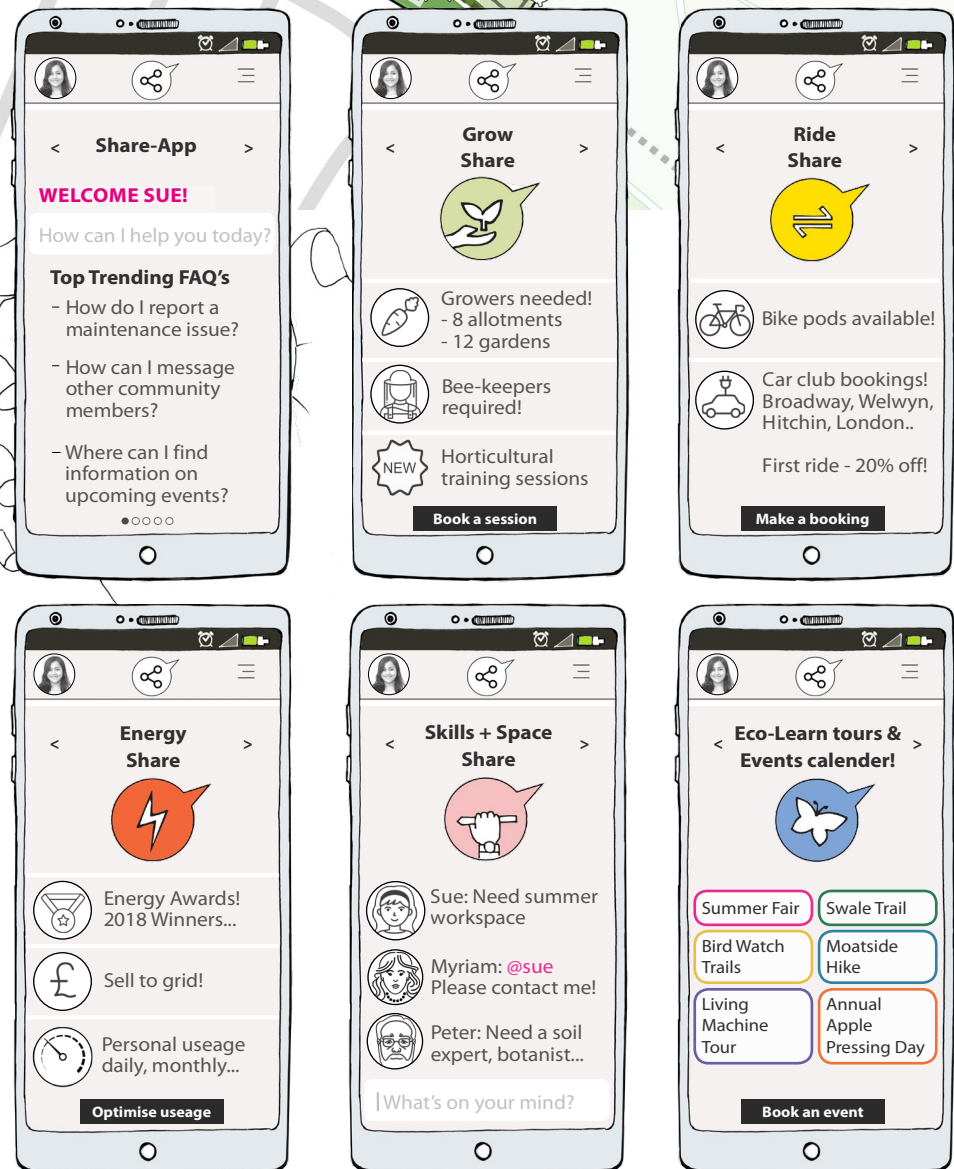 < Share-App >
WELCOME SUE!
How can I help you today?
Top Trending FAQ’s
– How do I report a
maintenance issue?
– How can I message
other community
members?
– Where can I find
information on
upcoming events?
< Grow >
Share
Growers needed!
- 8 allotments
- 12 gardens
Bee-keepers
required!
NEW
Horticultural
training sessions
Book a session
< Ride >
Share
Bike pods available!
Car club bookings!
Broadway, Welwyn,
Hitchin, London..
First ride - 20% off!
Make a booking
< Energy >
Share
Energy Awards!
2018 Winners...
£
Sell to grid!
Personal useage
daily, monthly...
Optimise useage
< Skills + Space >
Share
Sue: Need summer
workspace
Myriam: @sue
Please contact me!
Peter: Need a soil
expert, botanist...
What’s on your mind?
< Eco-Learn tours & >
Events calender!
Summer Fair
Swale Trail
Bird Watch
Trails
Moatside
Hike
Living
Machine
Tour
Annual
Apple
Pressing Day
Book an event